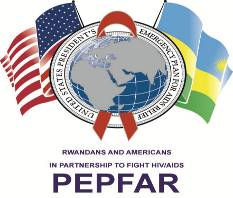 UNITED STATES PRESIDENT'S EMERGENCY PLAN FOR AIDS RELIEF
RWANDANS AND AMERICANS
IN PARTNERSHIP TO FIGHT HIV/AIDS
PEPFAR